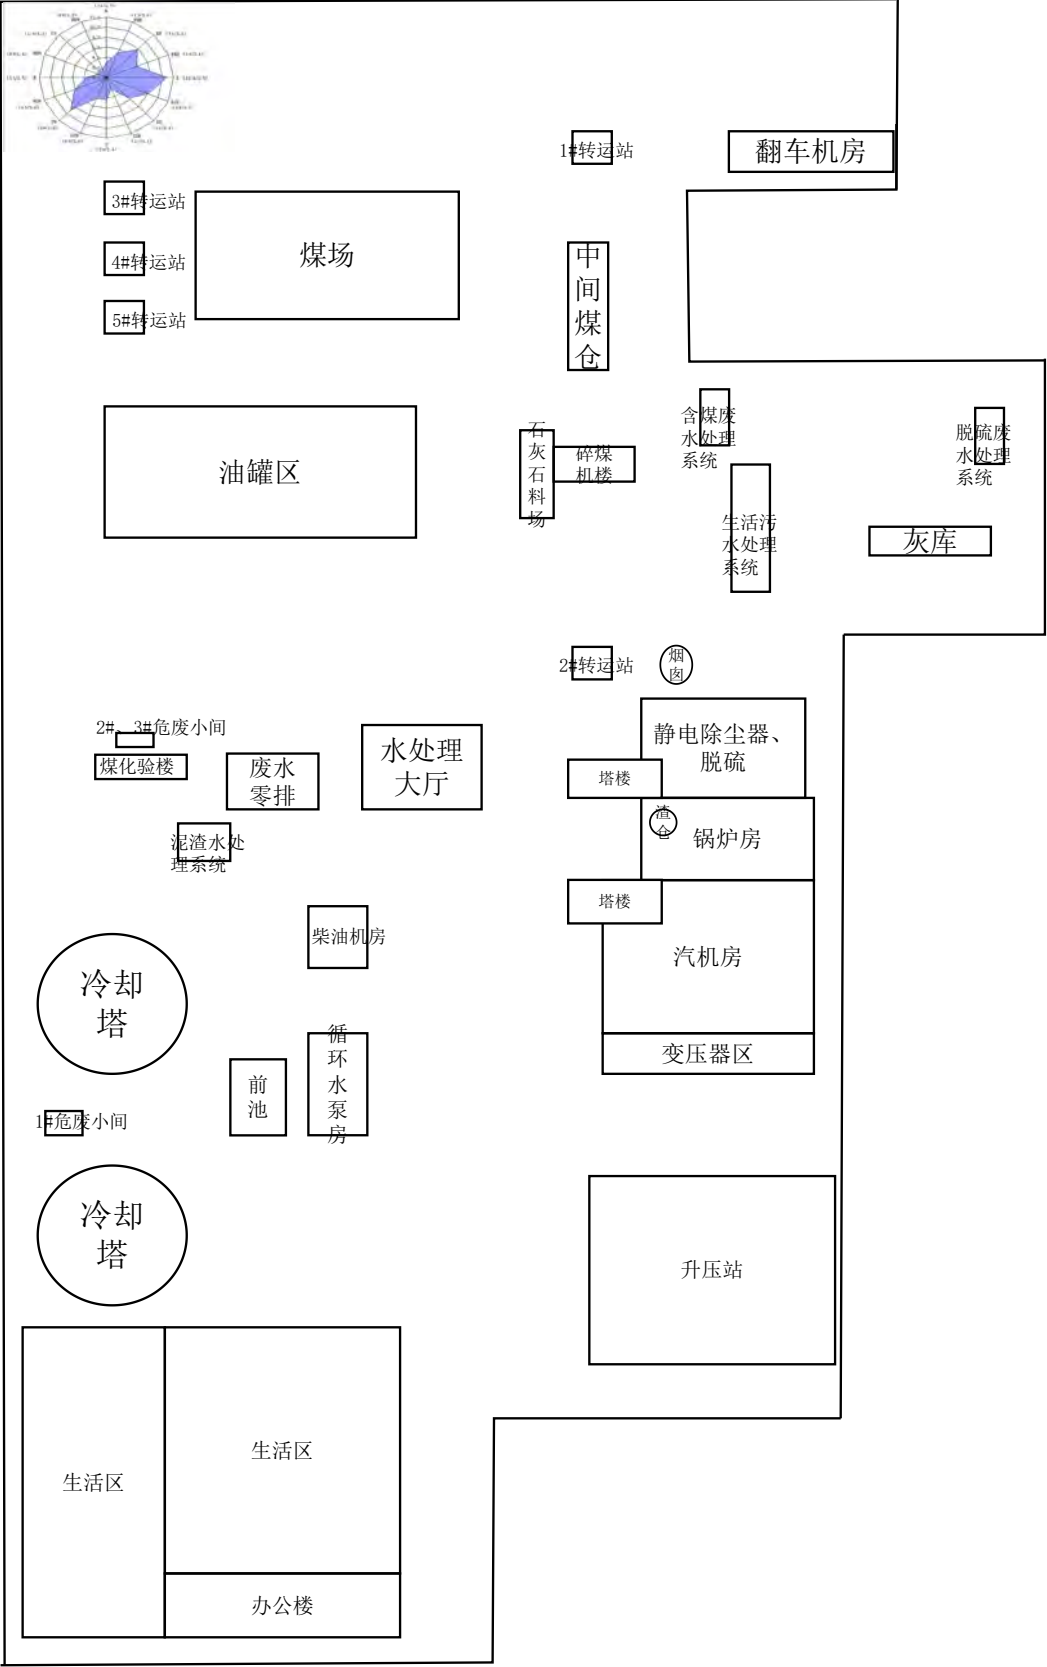 1#转运站
翻车机房
3#转运站
煤场
4#转运站
5#转运站
中
间
煤
仓
油罐区
石
灰
石
料
场
碎煤
机楼
含煤废
水处理
系统
生活污
水处理
系统
脱硫废
水处理
系统
灰库
2#转运站
烟
囱
静电除尘器、
脱硫
塔楼
渣
仓
锅炉房
塔楼
汽机房
变压器区
2#、3#危废小间
煤化验楼
废水
零排
水处理
大厅
泥渣水处
理系统
柴油机房
冷却
塔
前
池
循
环
水
泵
房
1#危废小间
冷却
塔
升压站
生活区
生活区
办公楼